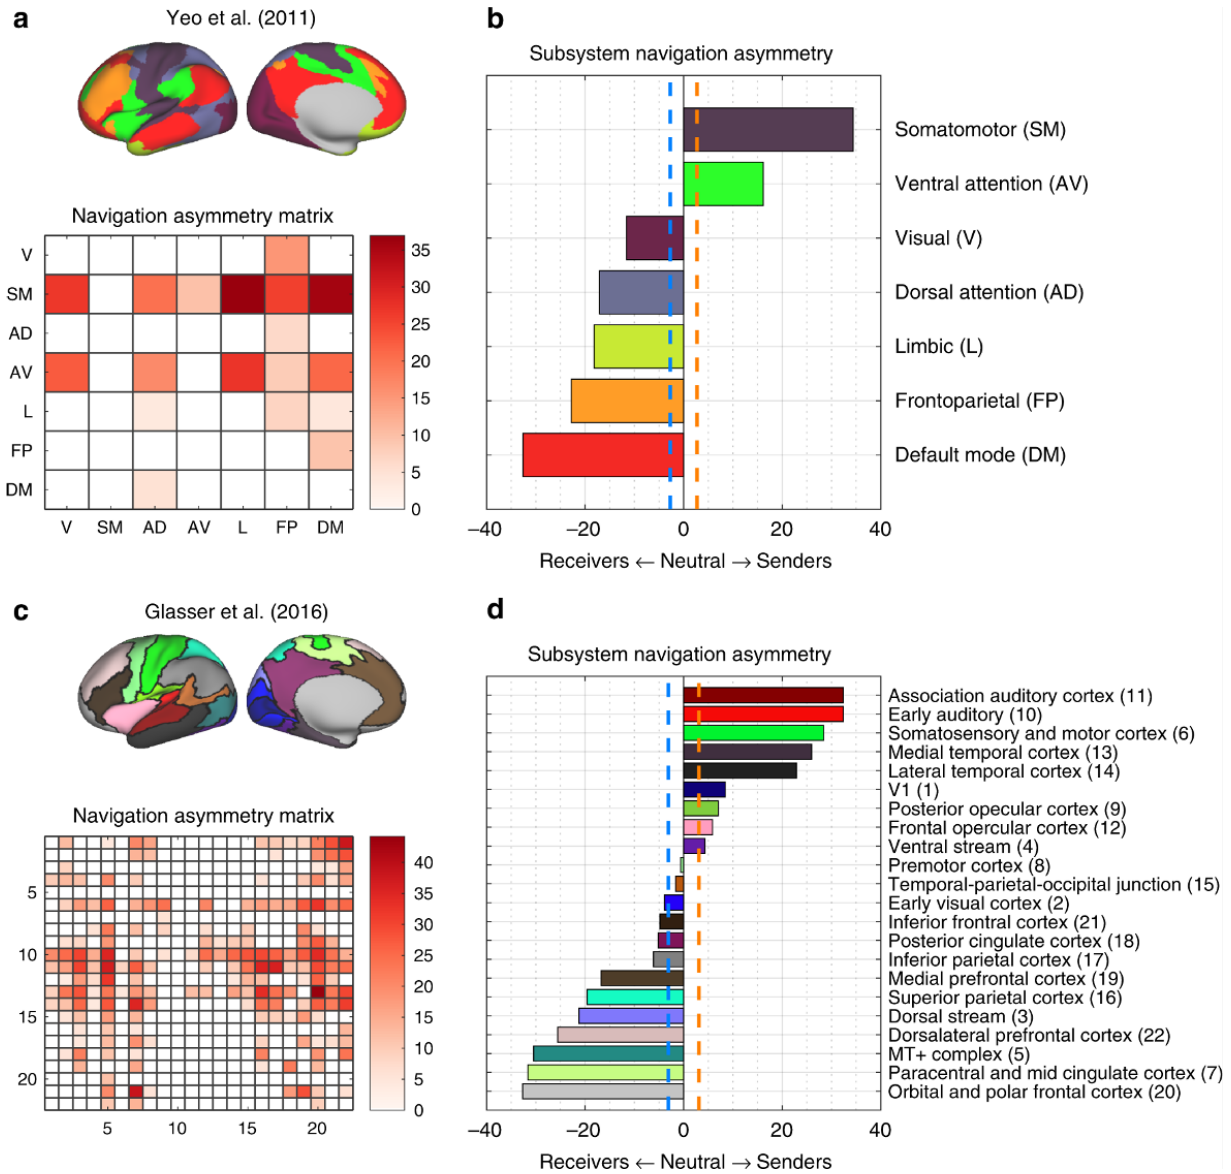 a
Yeo et al. (2011)
Navigation asymmetry matrix
V
SM
AD
AV
L
FP
DM
V SM AD AV L FP DM
35
30
25
20
15
10
5
0
b
Subsystem navigation asymmetry
Somatomotor (SM)
Ventral attention (AV)
Visual (V)
Dorsal attention (AD)
Limbic (L)
Frontoparietal (FP)
Default mode (DM)
−40 −20 0 20 40
Receivers ← Neutral → Senders
c
Glasser et al. (2016)
Navigation asymmetry matrix
5
10
15
20
5 10 15 20
40
35
30
25
20
15
10
5
0
d
Subsystem navigation asymmetry
Association auditory cortex (11)
Early auditory (10)
Somatosensory and motor cortex (6)
Medial temporal cortex (13)
Lateral temporal cortex (14)
V1 (1)
Posterior opecular cortex (9)
Frontal opercular cortex (12)
Ventral stream (4)
Premotor cortex (8)
Temporal-parietal-occipital junction (15)
Early visual cortex (2)
Inferior frontral cortex (21)
Posterior cingulate cortex (18)
Inferior parietal cortex (17)
Medial prefrontal cortex (19)
Superior parietal cortex (16)
Dorsal stream (3)
Dorsalateral prefrontal cortex (22)
MT+ complex (5)
Paracentral and mid cingulate cortex (7)
Orbital and polar frontal cortex (20)
−40 −20 0 20 40
Receivers ← Neutral → Senders